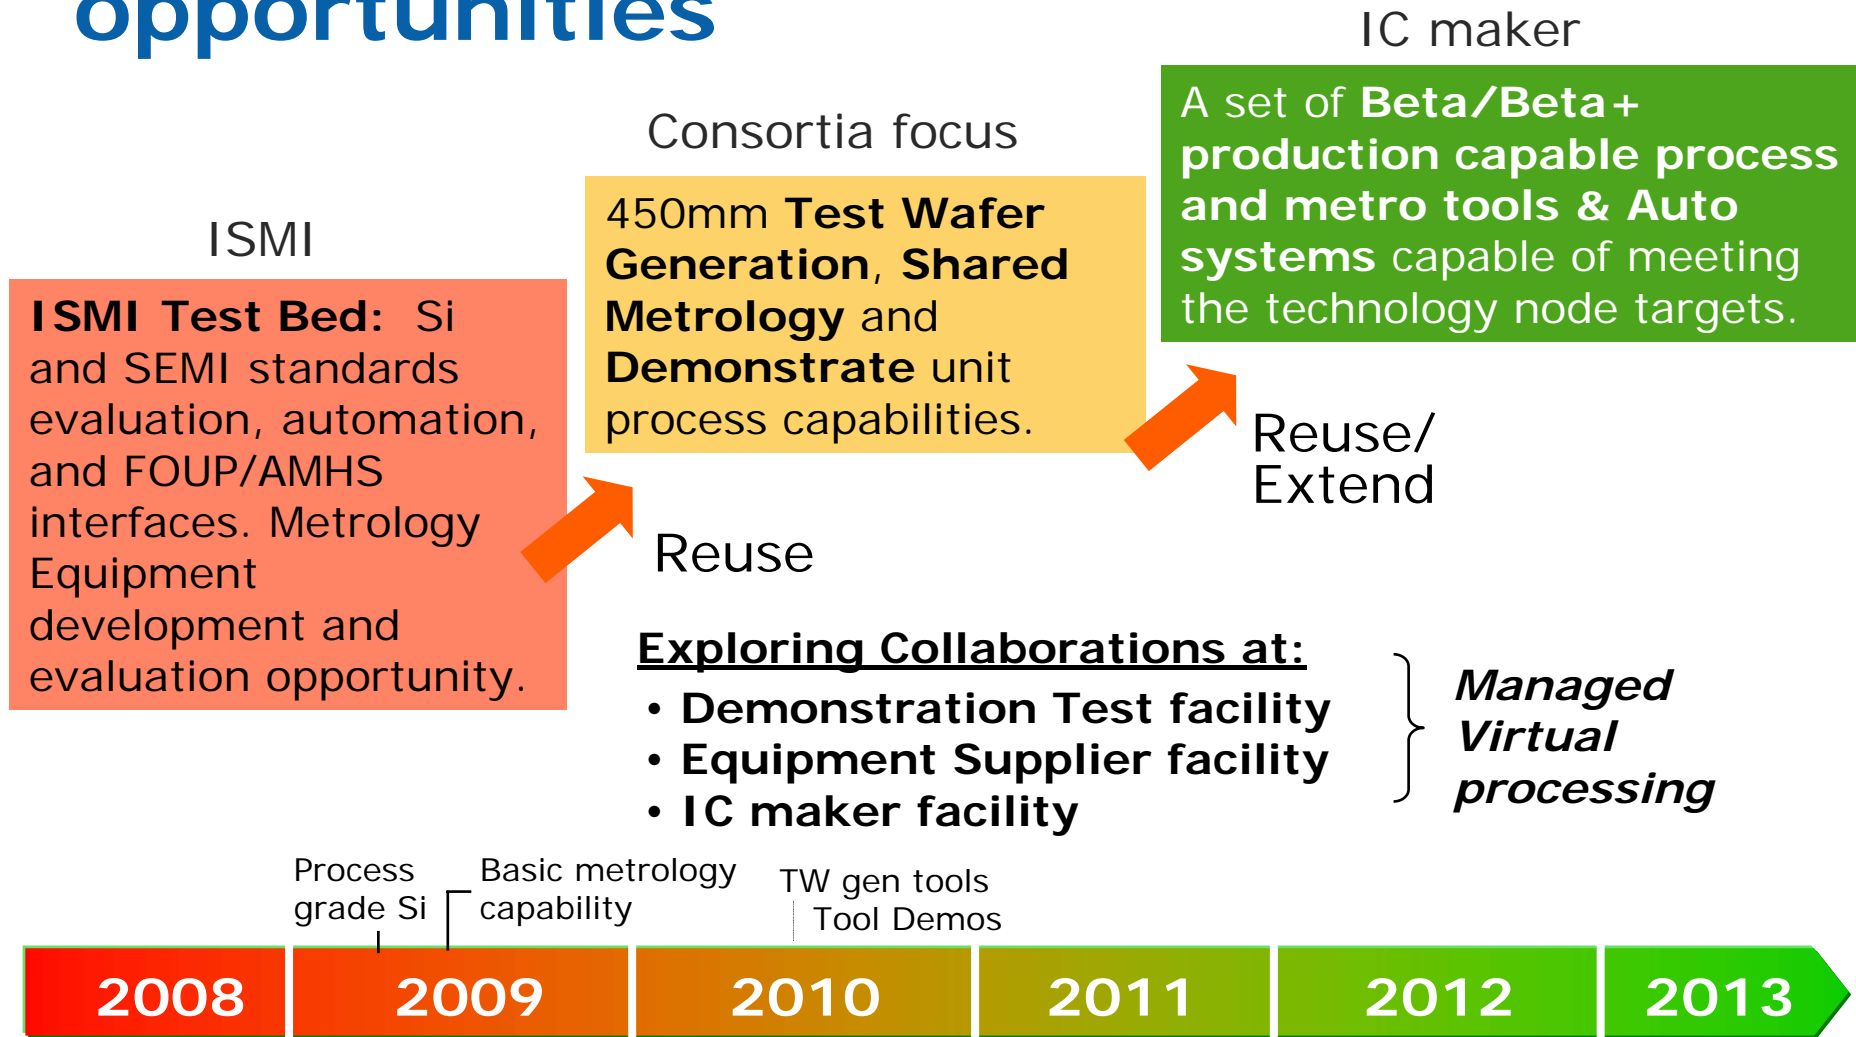 opportunities
IC maker
A set of Beta/Beta+
production capable process
and metro tools & Auto
systems capable of meeting
the technology node targets.
Consortia focus
450mm Test Wafer
Generation, Shared
Metrology and
Demonstrate unit
process capabilities.
ISMI
ISMI Test Bed: Si
and SEMI standards
evaluation, automation,
and FOUP/AMHS
interfaces. Metrology
Equipment
development and
evaluation opportunity.
Reuse/
Extend
Reuse
Exploring Collaborations at:
• Demonstration Test facility
• Equipment Supplier facility
• IC maker facility
Managed
Virtual
processing
Process
grade Si
Basic metrology
capability
TW gen tools
Tool Demos
2008
2009
2010
2011
2012
2013